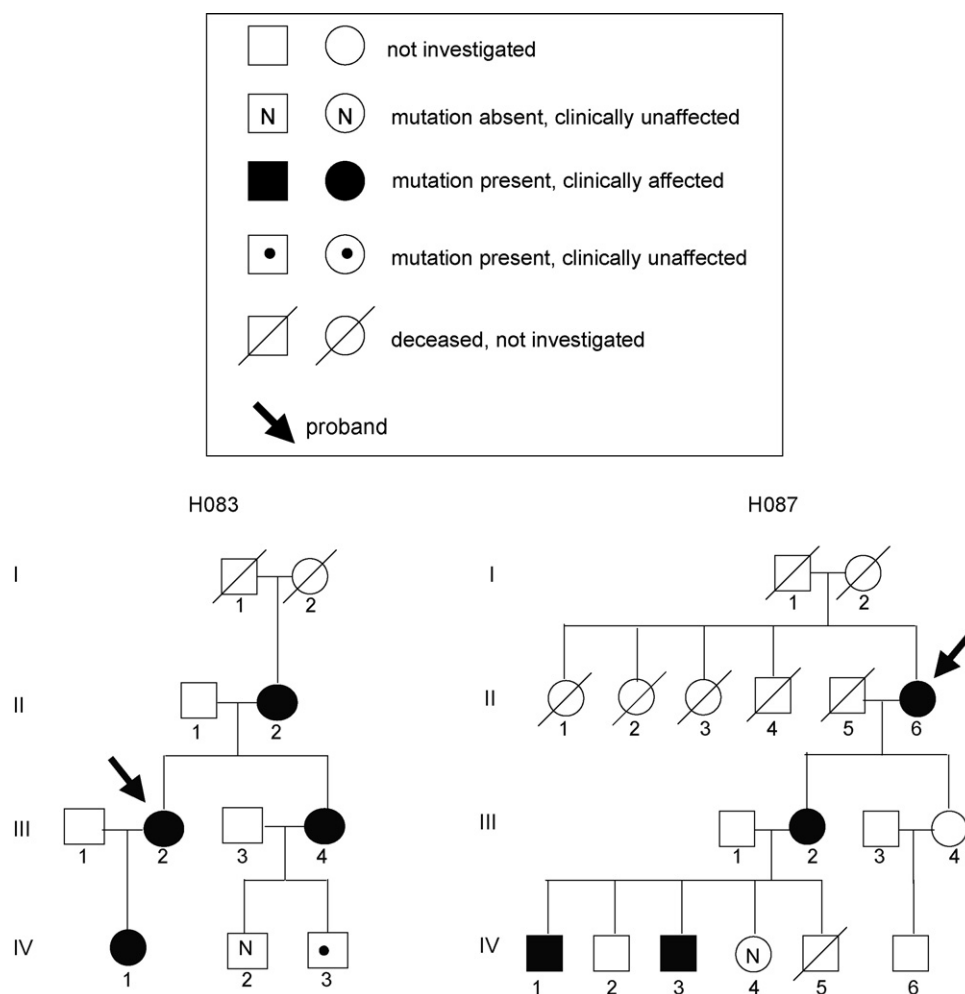 not investigated
N N mutation absent, clinically unaffected
mutation present, clinically affected
mutation present, clinically unaffected
deceased, not investigated
proband
H083 H087
I I
1 2 1 2
II II
1 2 1 2 3 4 5 6
III III
1 2 3 4 1 2 3 4
IV N IV N
1 2 3 1 2 3 4 5 6